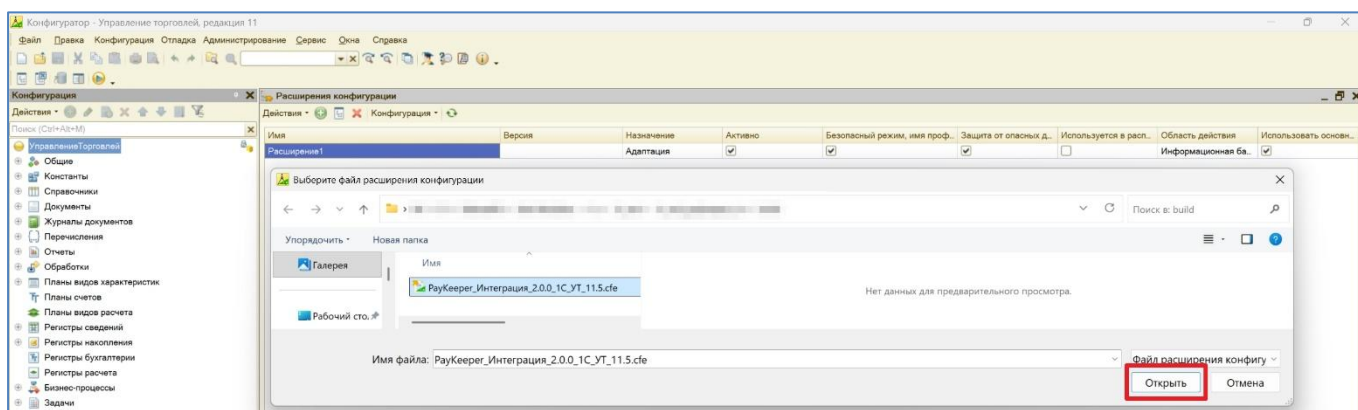 Конфигуратор - Управление торговлей, редакция 11
Файл Правка Конфигурация Отладка Администрирование Сервис Окна Справка
Конфигурация
Действия
Поиск (Ctrl+Alt+M)
УправлениеТорговлей
Общие
Константы
Справочники
Документы
Журналы документов
Перечисления
Отчеты
Обработки
Планы видов характеристик
Планы счетов
Планы видов расчета
Регистры сведений
Регистры накопления
Регистры бухгалтерии
Регистры расчета
Бизнес-процессы
Задачи
Расширения конфигурации
Действия Конфигурация
Имя Версия Назначение Активно Безопасный режим, имя проф... Защита от опасных д... Используется в расп... Область действия Использовать основн...
Расширение1 Адаптация Информационная ба...
Выберите файл расширения конфигурации
Поиск в: build
Упорядочить Новая папка
Галерея
Рабочий сто.
Имя
PayKeeper_Интеграция_2.0.0_1С_УТ_11.5.cfe
Нет данных для предварительного просмотра.
Имя файла: PayKeeper_Интеграция_2.0.0_1С_УТ_11.5.cfe Файл расширения конфигу
Открыть Отмена